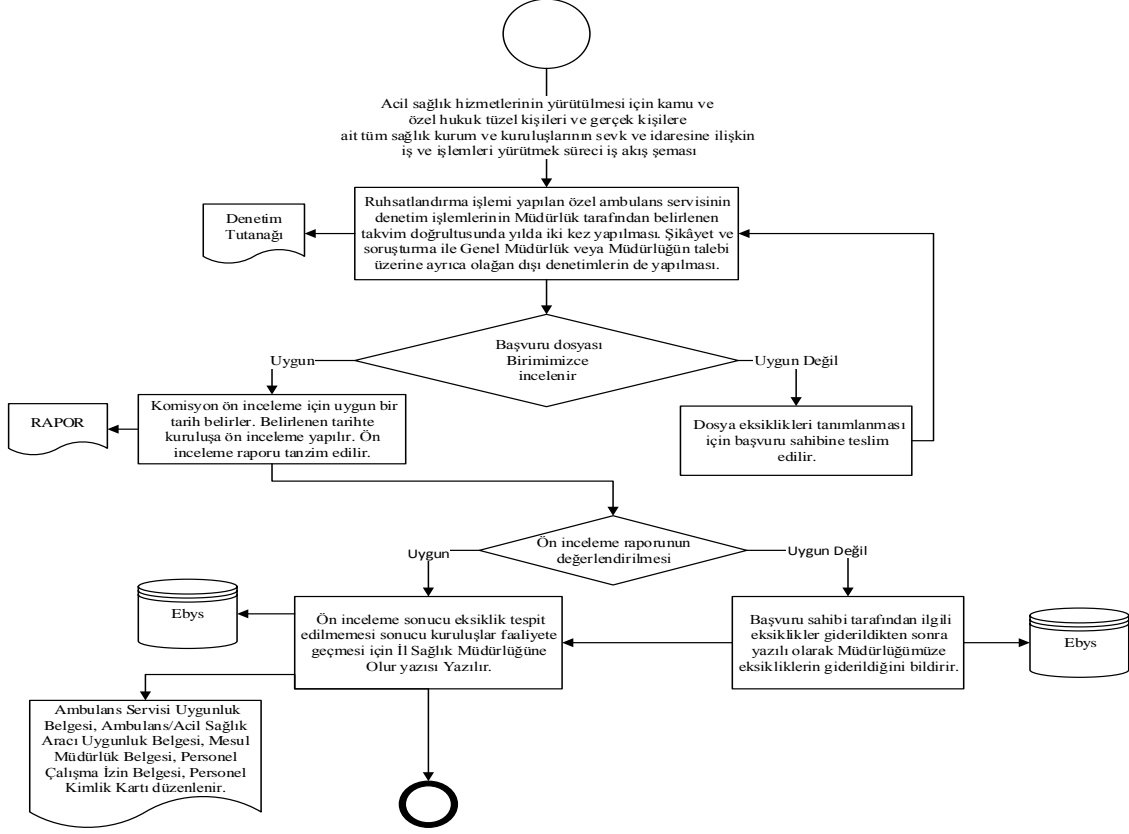 Acil sağlık hizmetlerinin yürütülmesi için kamu ve
özel hukuk tüzel kişileri ve gerçek kişilere
ait tüm sağlık kurum ve kuruluşlarının sevk ve idaresine ilişkin
iş ve işlemleri yürütmek süreci iş akış şeması
Denetim
Tutanağı
Ruhsatlandırma işlemi yapılan özel ambulans servisinin
denetim işlemlerinin Müdürlük tarafından belirlenen
takvim doğrultusunda yılda iki kez yapılması. Şikâyet ve
soruşturma ile Genel Müdürlük veya Müdürlüğün talebi
üzerine ayrıca olağan dışı denetimlerin de yapılması.
Başvuru dosyası
Birimimizce
incelenir
Uygun
Uygun Değil
RAPOR
Komisyon ön inceleme için uygun bir
tarih belirler. Belirlenen tarihte
kuruluşa ön inceleme yapılır. Ön
inceleme raporu tanzim edilir.
Dosya eksiklikleri tanımlanması
için başvuru sahibine teslim
edilir.
Ön inceleme raporunun
değerlendirilmesi
Uygun
Uygun Değil
Ebys
Ön inceleme sonucu eksiklik tespit
edilmemesi sonucu kuruluşlar faaliyete
geçmesi için İl Sağlık Müdürlüğüne
Olur yazısı Yazılır.
Başvuru sahibi tarafından ilgili
eksiklikler giderildikten sonra
yazılı olarak Müdürlüğümüze
eksikliklerin giderildiğini bildirir.
Ebys
Ambulans Servisi Uygunluk
Belgesi, Ambulans/Acil Sağlık
Aracı Uygunluk Belgesi, Mesul
Müdürlük Belgesi, Personel
Çalışma İzin Belgesi, Personel
Kimlik Kartı düzenlenir.